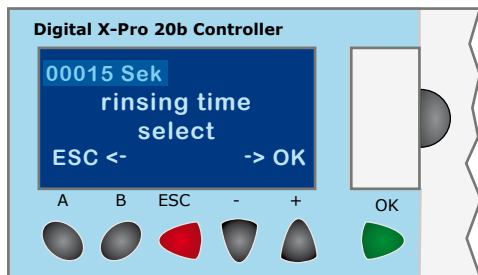 Digital X-Pro 20b Controller
00015 Sek
rinsing time
select
ESC <- -> OK
A B ESC - + OK